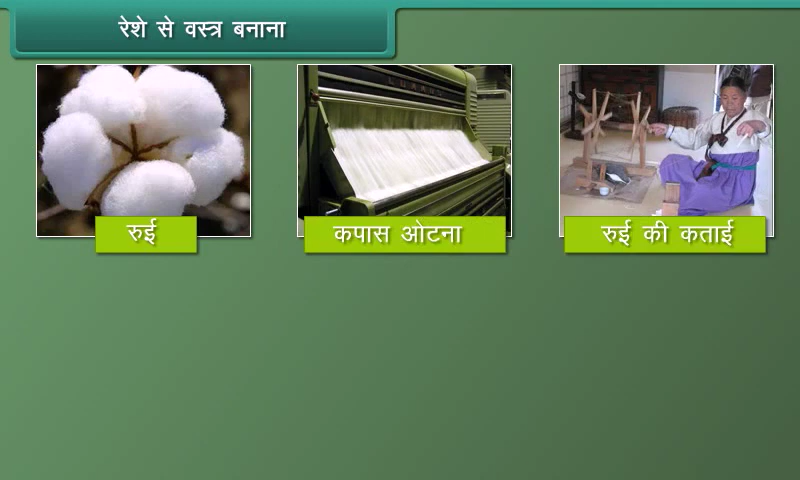 रेशे से वस्त्र बनाना
रुई
कपास ओटना
रुई की कताई